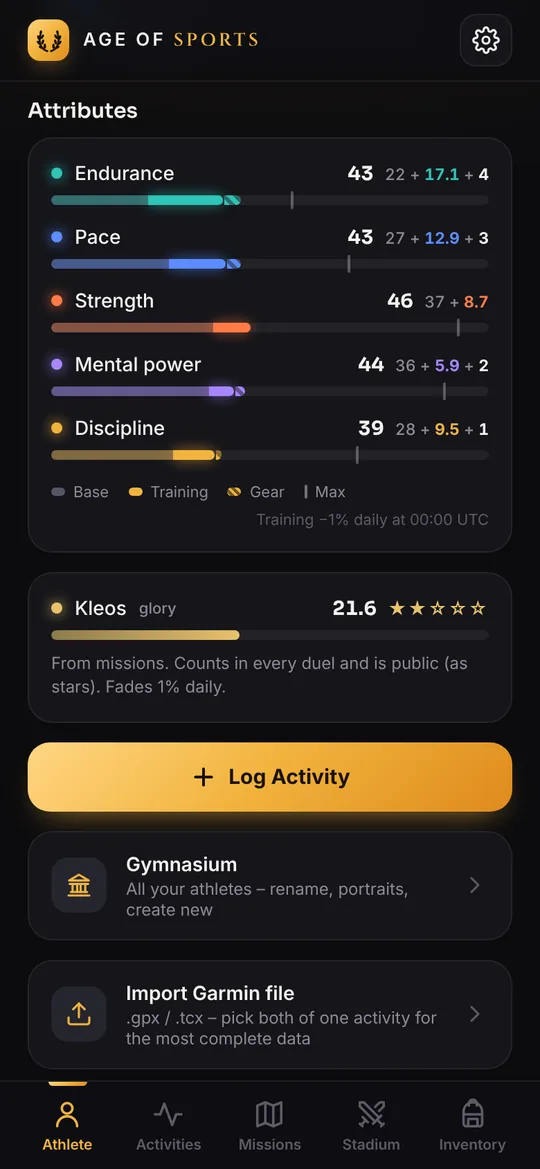 AGE OF SPORTS
Attributes
Endurance 43 22 + 17.1 + 4
Pace 43 27 + 12.9 + 3
Strength 46 37 + 8.7
Mental power 44 36 + 5.9 + 2
Discipline 39 28 + 9.5 + 1
Base Training Gear Max
Training −1% daily at 00:00 UTC
Kleos glory 21.6 ★★☆☆☆
From missions. Counts in every duel and is public (as
stars). Fades 1% daily.
+ Log Activity
Gymnasium
All your athletes – rename, portraits,
create new
Import Garmin file
.gpx / .tcx – pick both of one activity for
the most complete data
Athlete Activities Missions Stadium Inventory